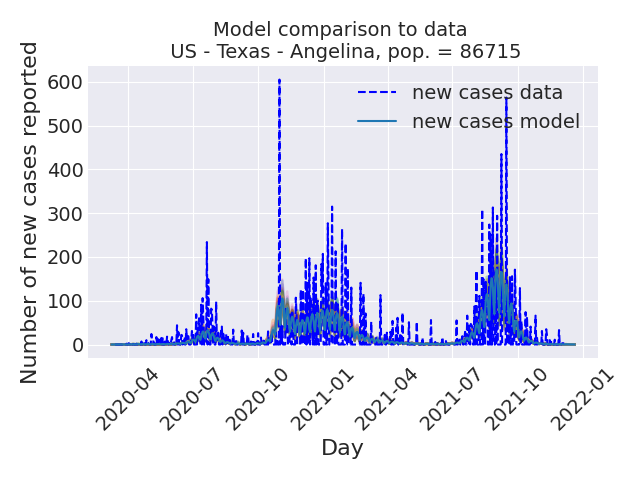 Model comparison to data
US - Texas - Angelina, pop. = 86715
Number of new cases reported
600
500
400
300
200
100
0
new cases data
new cases model
2020-04
2020-07
2020-10
2021-01
2021-04
2021-07
2021-10
2022-01
Day